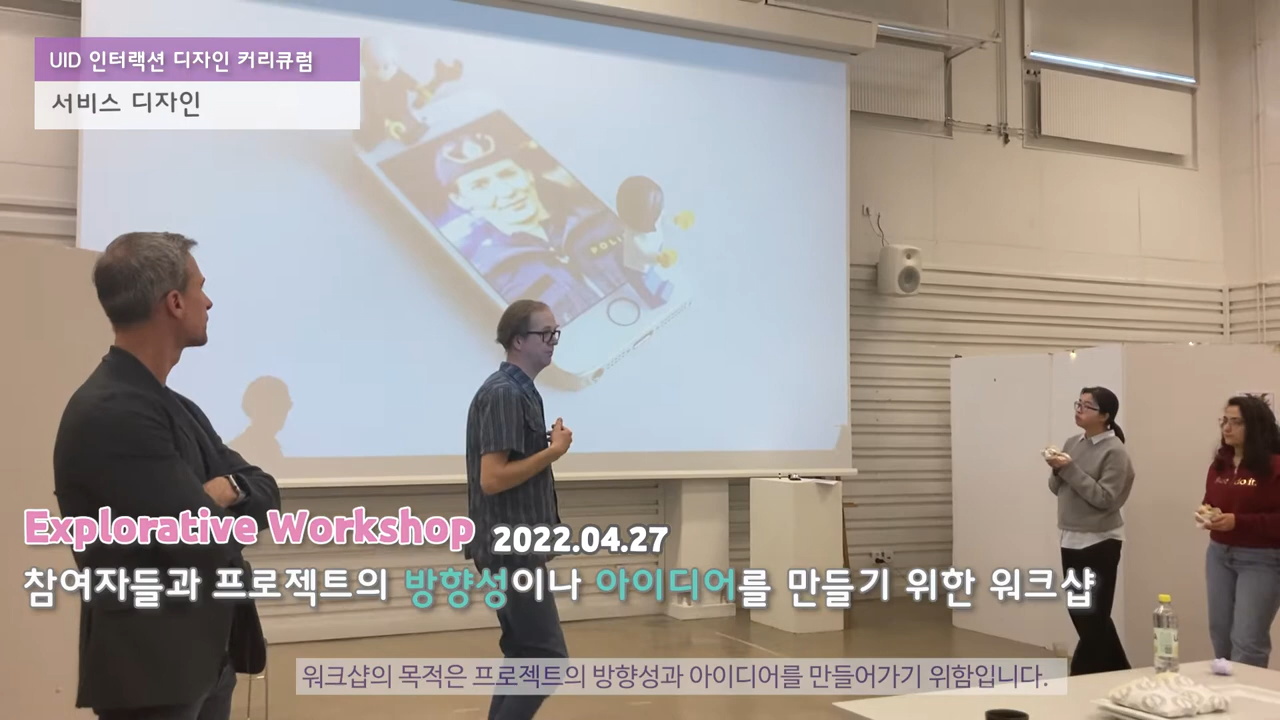 UID 인터랙션 디자인 커리큘럼
서비스 디자인
POLI
Explorative Workshop 2022.04.27
참여자들과 프로젝트의 방향성이나 아이디어를 만들기 위한 워크샵
워크샵의 목적은 프로젝트의 방향성과 아이디어를 만들어가기 위함입니다.